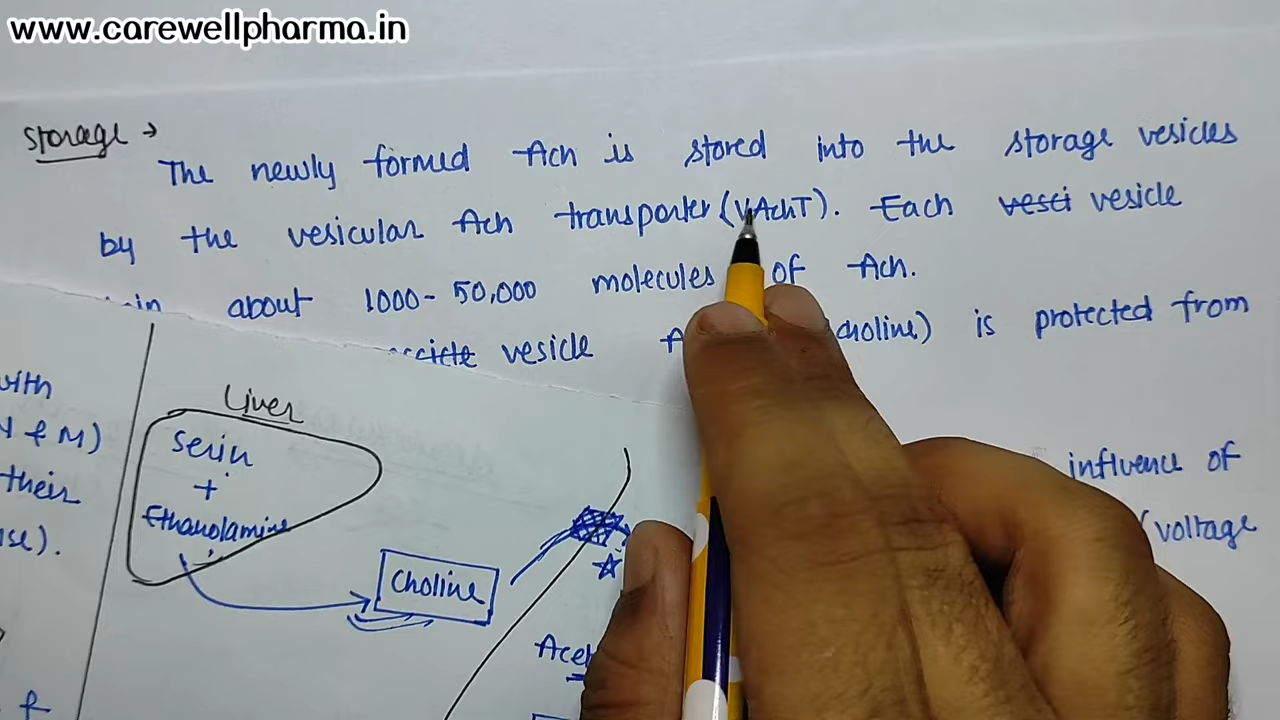 www.carewellpharma.in
Storage →
The newly formed Ach is stored into the storage vesicles
by the vesicular Ach transporter (VAchT). Each vesicle
about 1000-50,000 molecules of Ach.
vesicle choline) is protected from
influence of
(voltage
with
& M)
their
Liver
Serin
+
Ethanolamine
Choline